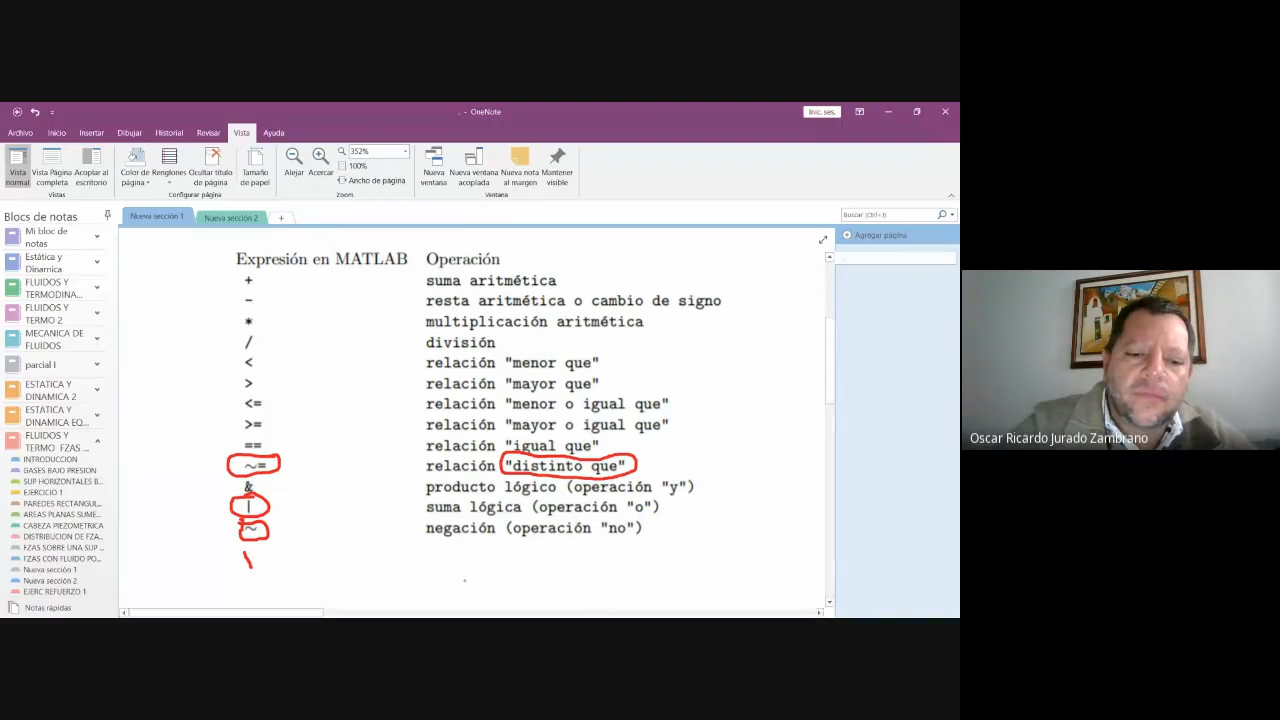 . - OneNote
Inic. ses.
Archivo Inicio Insertar Dibujar Historial Revisar Vista Ayuda
Vista normal
Vista Página completa
Acoplar al escritorio
Vistas
Color de página
Renglones
Ocultar título de página
Configurar página
Tamaño de papel
Alejar
Acercar
352%
100%
Ancho de página
Zoom
Nueva ventana
Nueva ventana acoplada
Nueva nota al margen
Mantener visible
Ventana
Blocs de notas
Nueva sección 1
Nueva sección 2
+
Buscar (Ctrl+J)
Agregar página
Mi bloc de notas
Estática y Dinamica
FLUIDOS Y TERMODINA...
FLUIDOS Y TERMO 2
MECANICA DE FLUIDOS
parcial I
ESTATICA Y DINAMICA 2
ESTATICA Y DINAMICA EQ...
FLUIDOS Y TERMO FZAS ...
INTRODUCCION
GASES BAJO PRESION
SUP HORIZONTALES B...
EJERCICIO 1
PAREDES RECTANGUL...
AREAS PLANAS SUME...
CABEZA PIEZOMETRICA
DISTRIBUCION DE FZA...
FZAS SOBRE UNA SUP ...
FZAS CON FLUIDO PO...
Nueva sección 1
Nueva sección 2
EJERC REFUERZO 1
Notas rápidas
Expresión en MATLAB Operación
+ suma aritmética
- resta aritmética o cambio de signo
* multiplicación aritmética
/ división
< relación "menor que"
> relación "mayor que"
<= relación "menor o igual que"
>= relación "mayor o igual que"
== relación "igual que"
~= relación "distinto que"
& producto lógico (operación "y")
| suma lógica (operación "o")
~ negación (operación "no")
\
Oscar Ricardo Jurado Zambrano